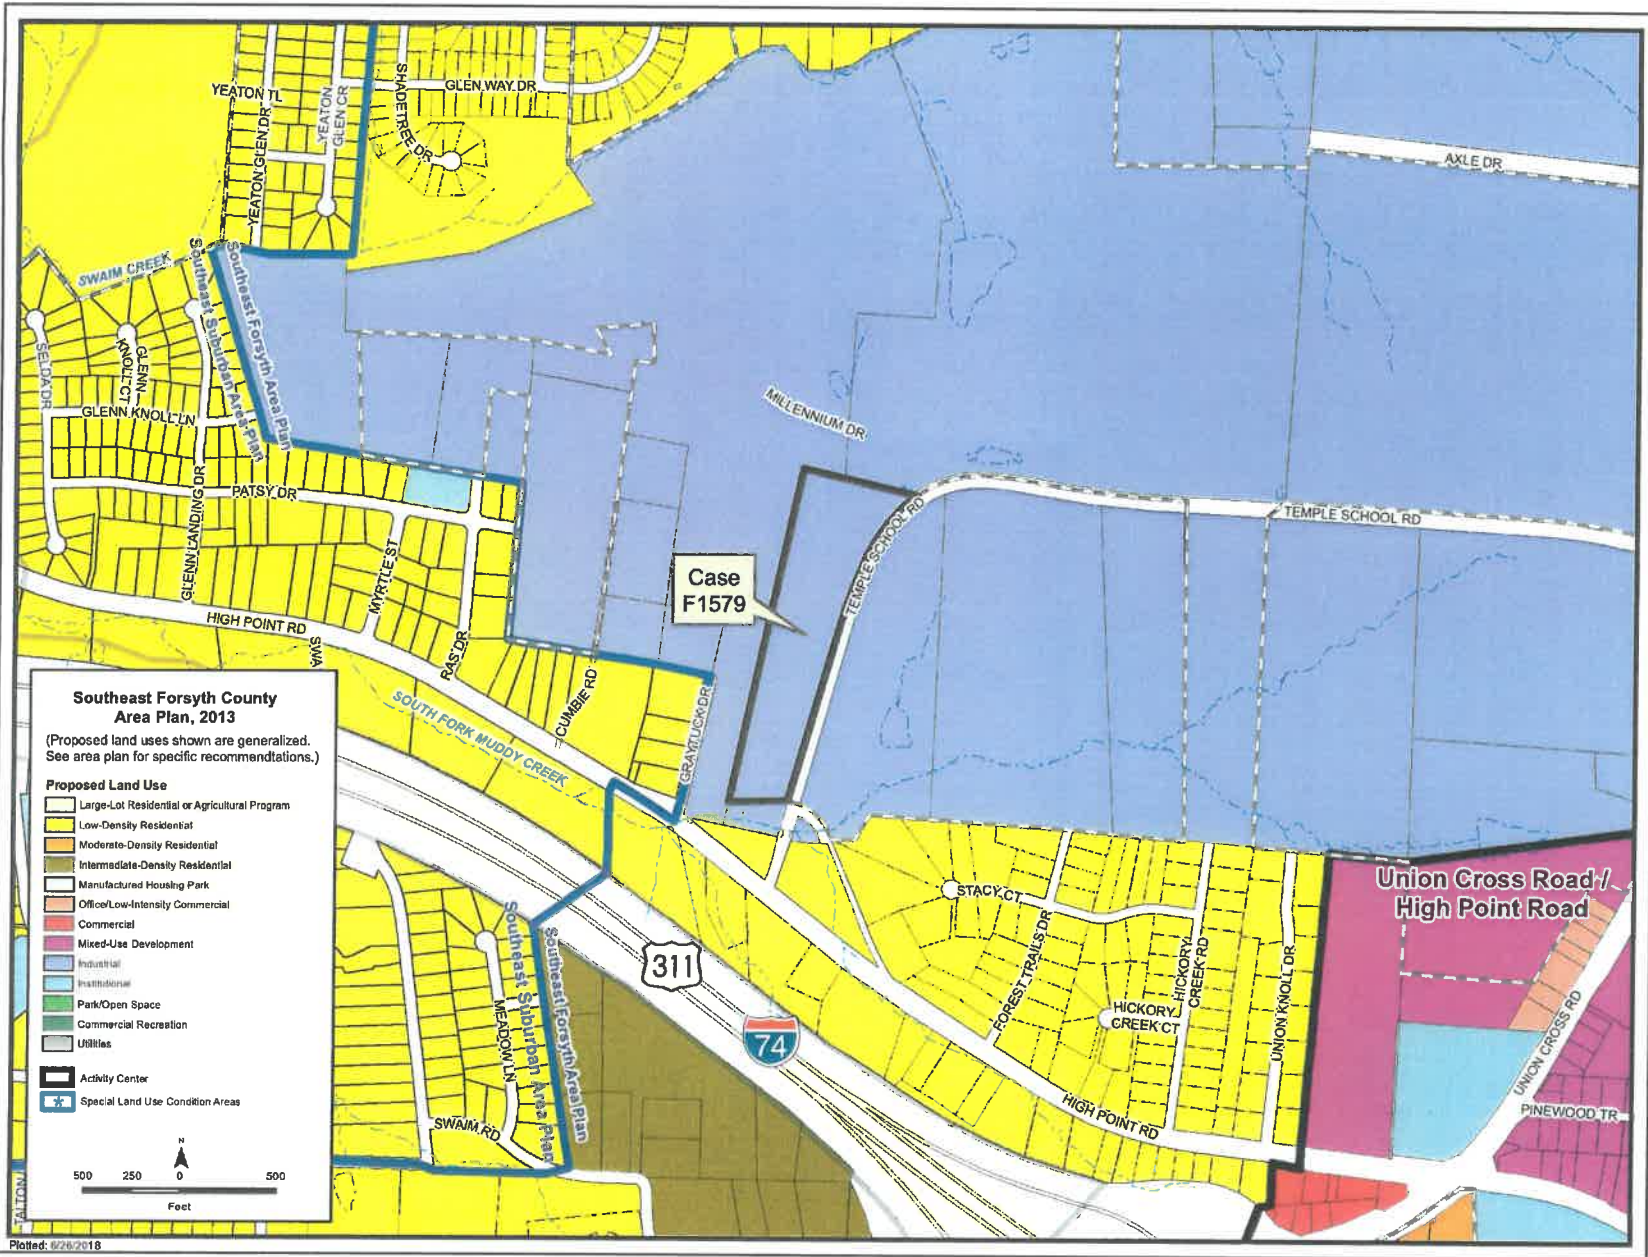 YEATON TL
YEATON GLEN DR
YEATON
GLEN CR
SHADETREE DR
GLEN WAY DR
AXLE DR
SWAIM CREEK
Southeast Suburban Area Plan
Southeast Forsyth Area Plan
SELDA DR
GLENN
KNOLL CT
GLENN KNOLL LN
GLENN LANDING DR
PATSY DR
MYRTLE ST
RAS DR
HIGH POINT RD
SWA
CUMBIE RD
GRAYTUCK DR
SOUTH FORK MUDDY CREEK
MILLENNIUM DR
TEMPLE SCHOOL RD
TEMPLE SCHOOL RD
Case
F1579
Southeast Forsyth County
Area Plan, 2013
(Proposed land uses shown are generalized.
See area plan for specific recommendtations.)
Proposed Land Use
Large-Lot Residential or Agricultural Program
Low-Density Residential
Moderate-Density Residential
Intermediate-Density Residential
Manufactured Housing Park
Office/Low-Intensity Commercial
Commercial
Mixed-Use Development
Industrial
Institutional
Park/Open Space
Commercial Recreation
Utilities
Activity Center
Special Land Use Condition Areas
N
500 250 0 500
Feet
TALTON
SWAIM RD
MEADOW LN
Southeast Suburban Area Plan
Southeast Forsyth Area Plan
311
74
STACY CT
FOREST TRAILS DR
HICKORY
CREEK RD
HICKORY
CREEK CT
UNION KNOLL DR
HIGH POINT RD
Union Cross Road /
High Point Road
UNION CROSS RD
PINEWOOD TR
Plotted: 6/26/2018